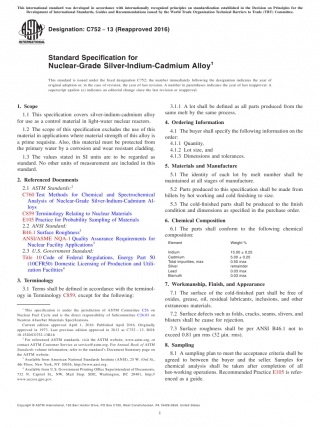 This international standard was developed in accordance with internationally recognized principles on standardization established in the Decision on Principles for the
Development of International Standards, Guides and Recommendations issued by the World Trade Organization Technical Barriers to Trade (TBT) Committee.
Designation: C752 − 13 (Reapproved 2016)
INTERNATIONAL
Standard Specification for
Nuclear-Grade Silver-Indium-Cadmium Alloy1
This standard is issued under the fixed designation C752; the number immediately following the designation indicates the year of
original adoption or, in the case of revision, the year of last revision. A number in parentheses indicates the year of last reapproval. A
superscript epsilon (ε) indicates an editorial change since the last revision or reapproval.
1. Scope
1.1 This specification covers silver-indium-cadmium alloy
for use as a control material in light-water nuclear reactors.
1.2 The scope of this specification excludes the use of this
material in applications where material strength of this alloy is
a prime requisite. Also, this material must be protected from
the primary water by a corrosion and wear resistant cladding.
1.3 The values stated in SI units are to be regarded as
standard. No other units of measurement are included in this
standard.
2. Referenced Documents
2.1 ASTM Standards:2
C760 Test Methods for Chemical and Spectrochemical
Analysis of Nuclear-Grade Silver-Indium-Cadmium Al-
loys
C859 Terminology Relating to Nuclear Materials
E105 Practice for Probability Sampling of Materials
2.2 ANSI Standard:
B46.1 Surface Roughness3
ANSI/ASME NQA-1 Quality Assurance Requirements for
Nuclear Facility Applications3
2.3 U.S. Government Standard:
Title 10 Code of Federal Regulations, Energy Part 50
(10CFR50) Domestic Licensing of Production and Utili-
zation Facilities4
3. Terminology
3.1 Terms shall be defined in accordance with the terminol-
ogy in Terminology C859, except for the following:
1 This specification is under the jurisdiction of ASTM Committee C26 on
Nuclear Fuel Cycle and is the direct responsibility of Subcommittee C26.03 on
Neutron Absorber Materials Specifications.
Current edition approved April 1, 2016. Published April 2016. Originally
approved in 1973. Last previous edition approved in 2013 as C752 – 13. DOI:
10.1520/C0752-13R16.
2 For referenced ASTM standards, visit the ASTM website, www.astm.org, or
contact ASTM Customer Service at service@astm.org. For Annual Book of ASTM
Standards volume information, refer to the standard's Document Summary page on
the ASTM website.
3 Available from American National Standards Institute (ANSI), 25 W. 43rd St.,
4th Floor, New York, NY 10036, http://www.ansi.org.
4 Available from U.S. Government Printing Office Superintendent of Documents,
732 N. Capitol St., NW, Mail Stop: SDE, Washington, DC 20401, http://
www.access.gpo.gov.
3.1.1 A lot shall be defined as all parts produced from the
same melt by the same process.
4. Ordering Information
4.1 The buyer shall specify the following information on the
order:
4.1.1 Quantity,
4.1.2 Lot size, and
4.1.3 Dimensions and tolerances.
5. Materials and Manufacture
5.1 The identity of each lot by melt number shall be
maintained at all stages of manufacture.
5.2 Parts produced to this specification shall be made from
billets by hot working and cold finishing to size.
5.3 The cold-finished parts shall be produced to the finish
condition and dimensions as specified in the purchase order.
6. Chemical Composition
6.1 The parts shall conform to the following chemical
composition:
Element Weight %
Indium 15.00 ± 0.25
Cadmium 5.00 ± 0.25
Total impurities, max 0.05 max
Silver remainder
Lead 0.03 max
Bismuth 0.03 max
7. Workmanship, Finish, and Appearance
7.1 The surface of the cold-finished part shall be free of
oxides, grease, oil, residual lubricants, inclusions, and other
extraneous materials.
7.2 Surface defects such as folds, cracks, seams, slivers, and
blisters shall be cause for rejection.
7.3 Surface roughness shall be per ANSI B46.1 not to
exceed 0.81 µm rms (32 µin. rms).
8. Sampling
8.1 A sampling plan to meet the acceptance criteria shall be
agreed to between the buyer and the seller. Samples for
chemical analysis shall be taken after completion of all
hot-working operations. Recommended Practice E105 is refer-
enced as a guide.
Copyright © ASTM International, 100 Barr Harbor Drive, PO Box C700, West Conshohocken, PA 19428-2959. United States
1